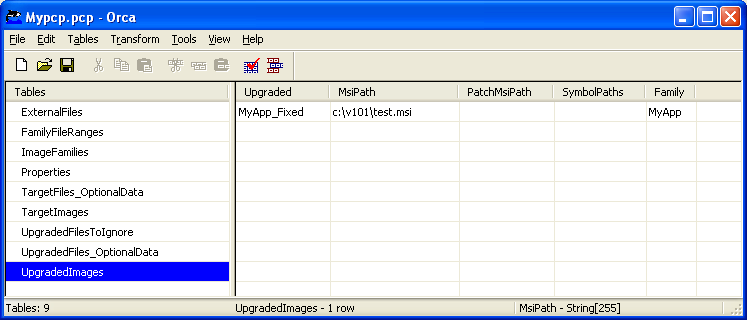 Mypcp.pcp - Orca
File Edit Tables Transform Tools View Help
Tables Upgraded MsiPath PatchMsiPath SymbolPaths Family
ExternalFiles MyApp_Fixed c:\v101\test.msi MyApp
FamilyFileRanges
ImageFamilies
Properties
TargetFiles_OptionalData
TargetImages
UpgradedFilesToIgnore
UpgradedFiles_OptionalData
UpgradedImages
Tables: 9 UpgradedImages - 1 row MsiPath - String[255]